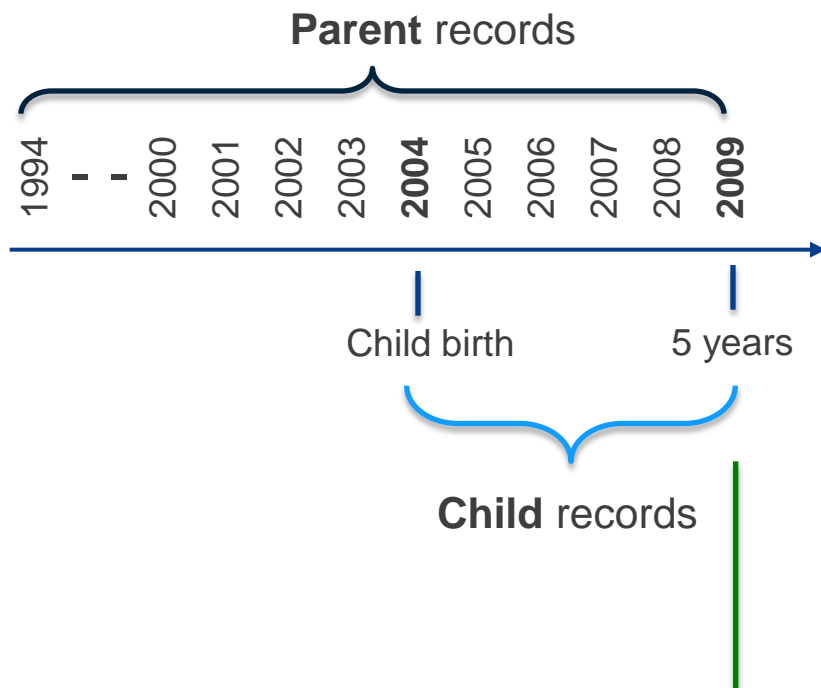 Parent records
1994 - - 2000 2001 2002 2003 2004 2005 2006 2007 2008 2009
Child birth 5 years
Child records